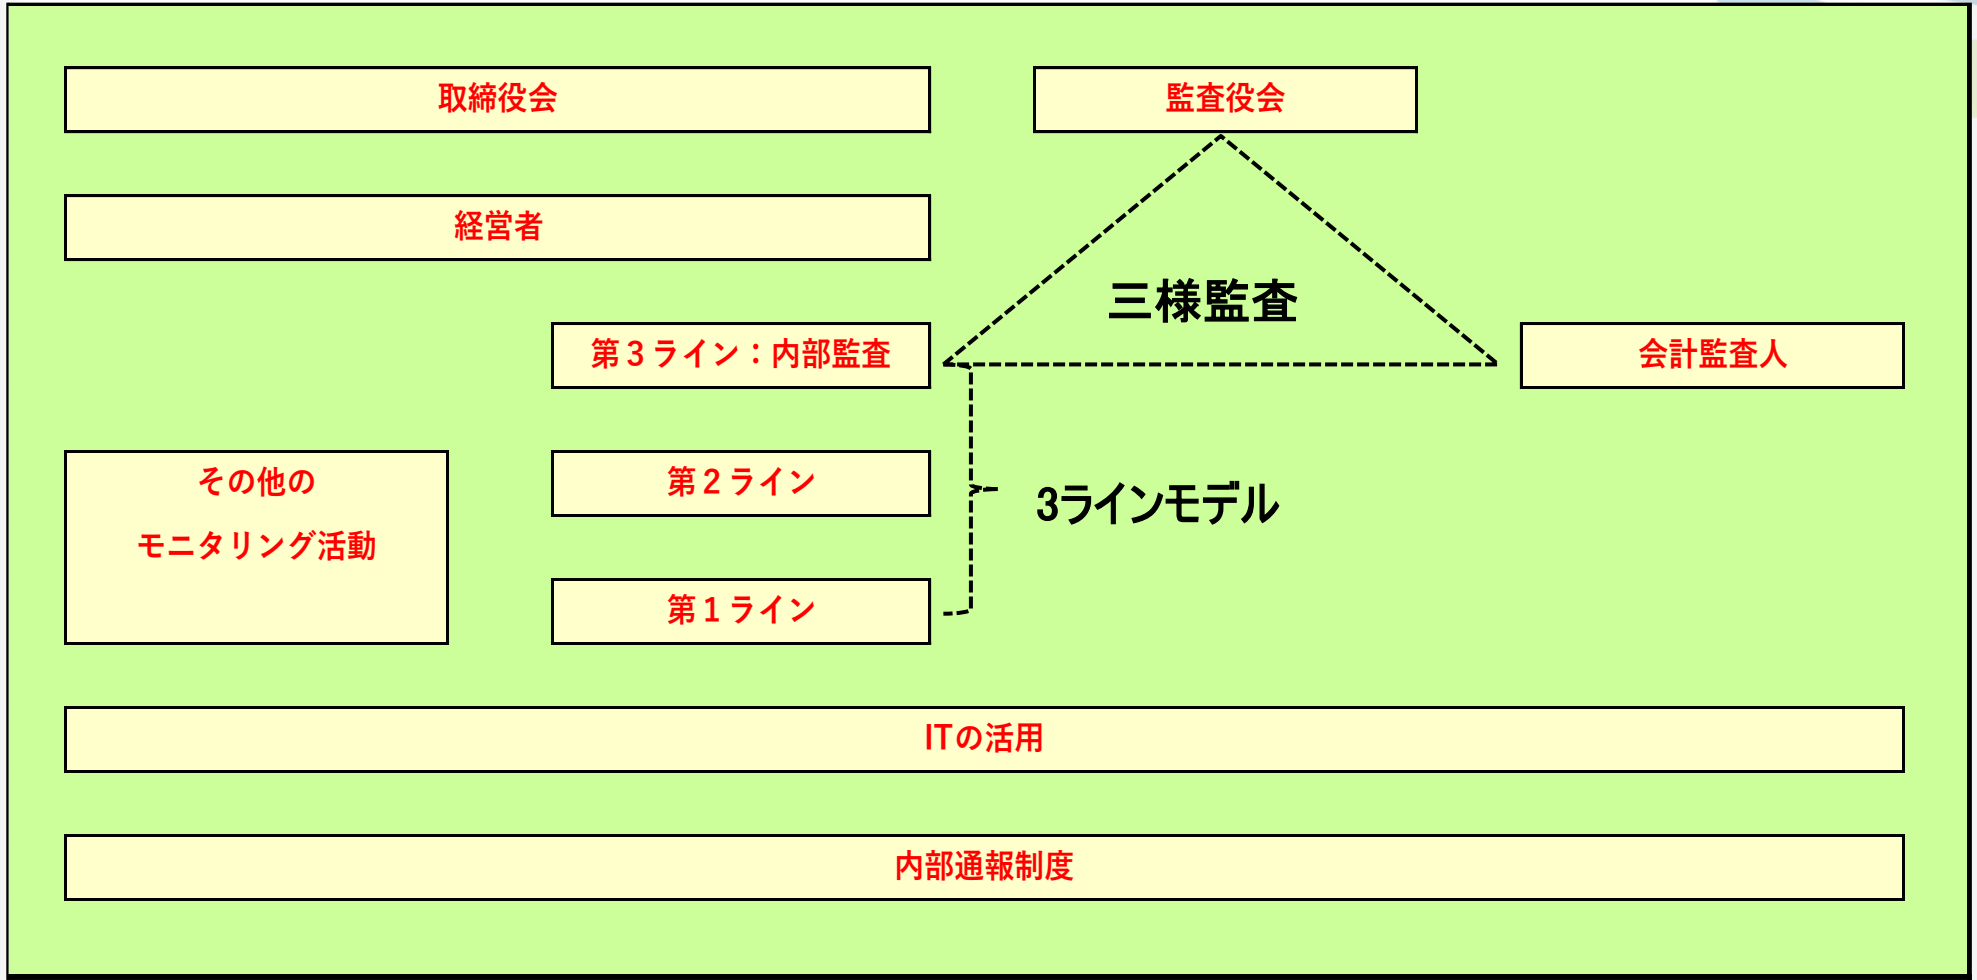 取締役会
監査役会
経営者
三様監査
第３ライン：内部監査
会計監査人
その他の
モニタリング活動
第２ライン
3ラインモデル
第１ライン
ITの活用
内部通報制度